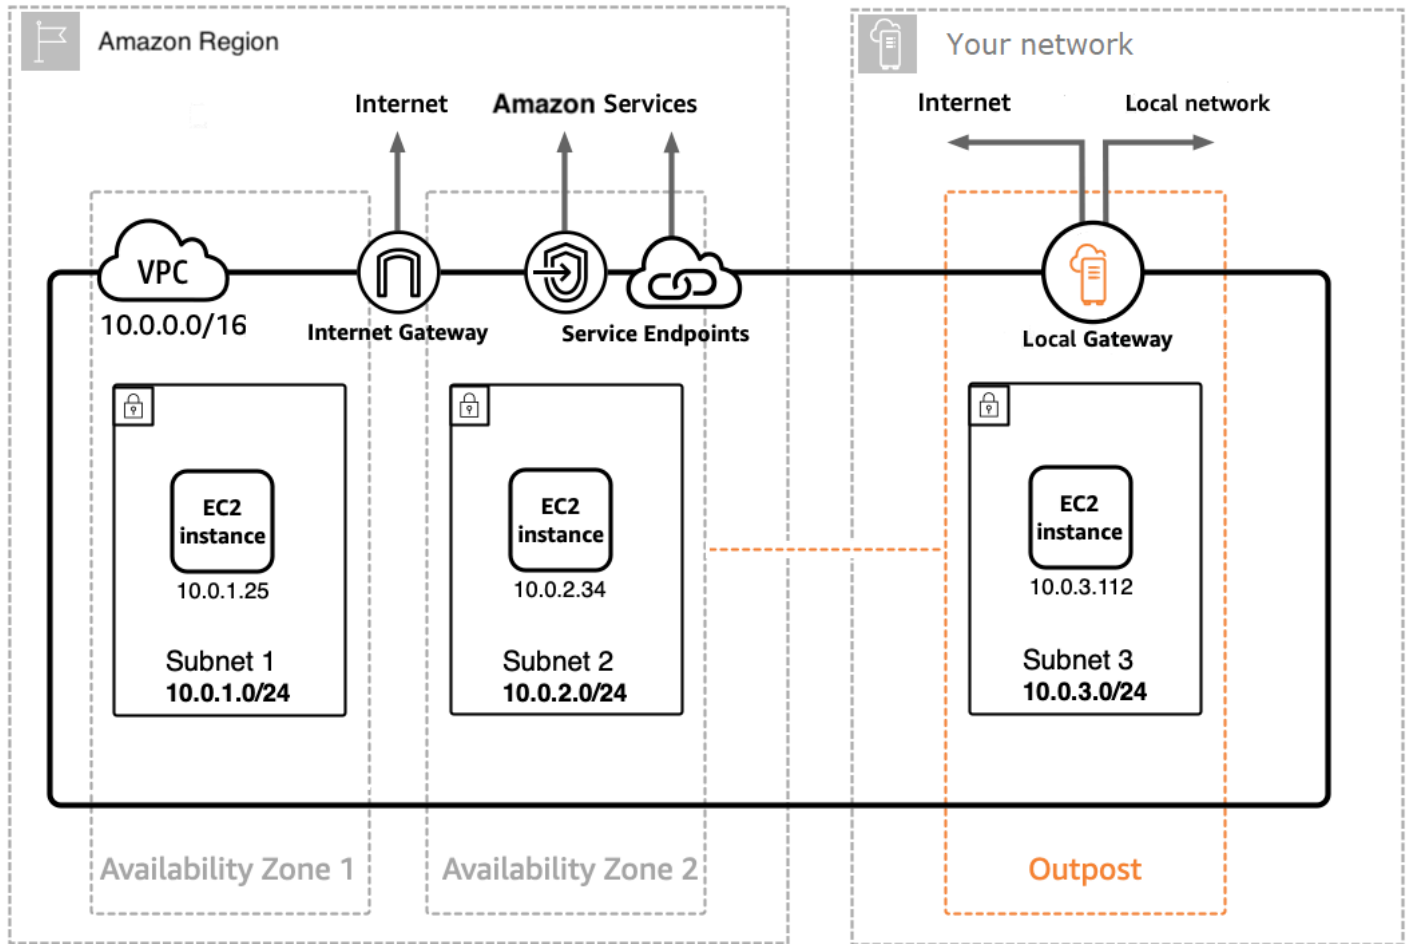 Amazon Region
Your network
Internet
Amazon Services
Internet
Local network
VPC
10.0.0.0/16
Internet Gateway
Service Endpoints
Local Gateway
EC2
instance
10.0.1.25
Subnet 1
10.0.1.0/24
EC2
instance
10.0.2.34
Subnet 2
10.0.2.0/24
EC2
instance
10.0.3.112
Subnet 3
10.0.3.0/24
Availability Zone 1
Availability Zone 2
Outpost